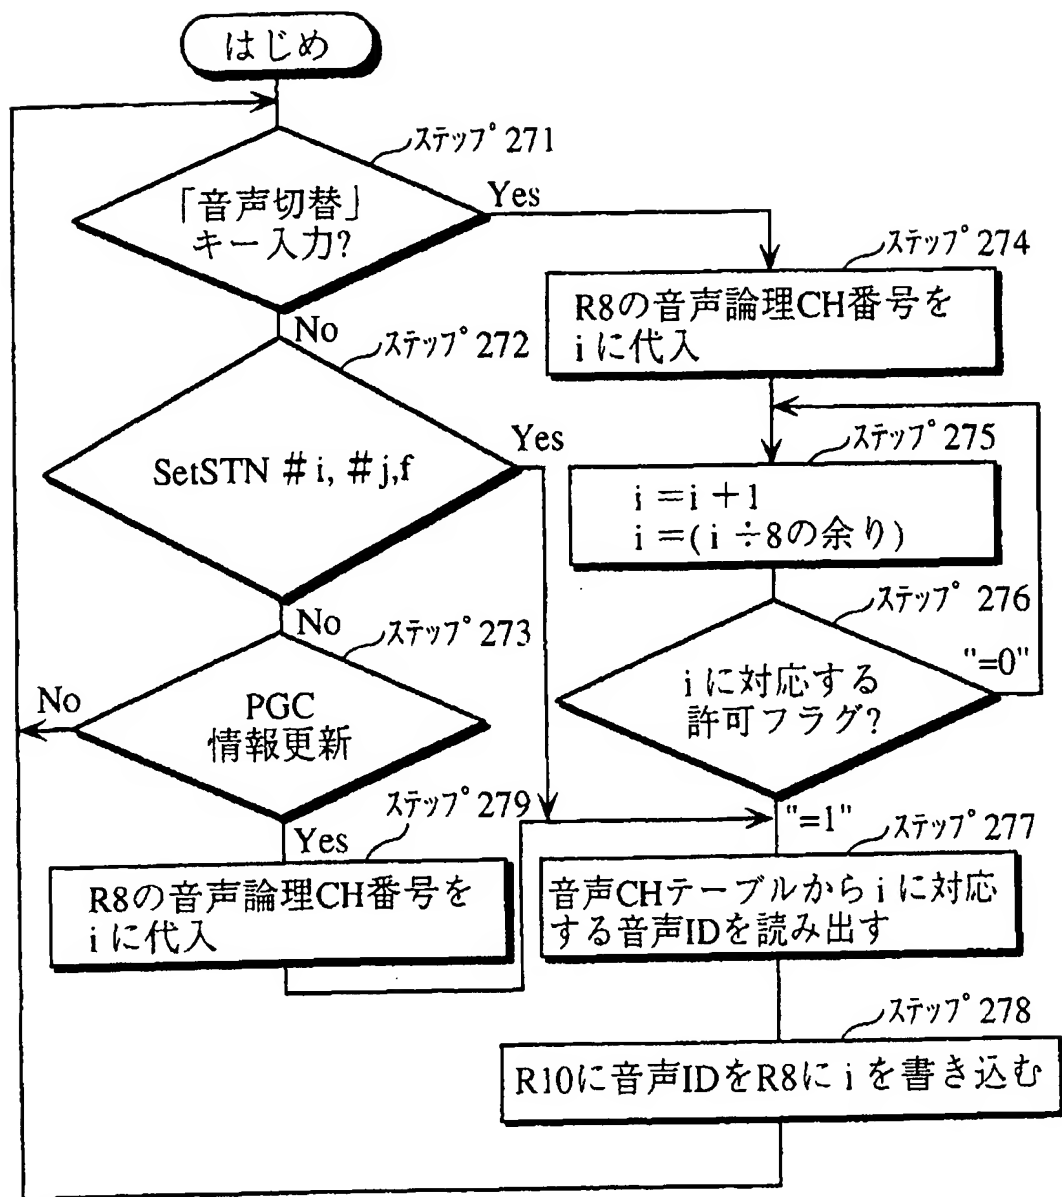 はじめ
ステップ271
「音声切替」
キー入力?
Yes
No
ステップ274
R8の音声論理CH番号を
iに代入
ステップ272
SetSTN #i, #j,f
Yes
No
ステップ275
i=i+1
i=(i÷8の余り)
ステップ273
PGC
情報更新
No
Yes
ステップ276
iに対応する
許可フラグ?
"=0"
"=1"
ステップ279
R8の音声論理CH番号を
iに代入
ステップ277
音声CHテーブルからiに対応
する音声IDを読み出す
ステップ278
R10に音声IDをR8にiを書き込む